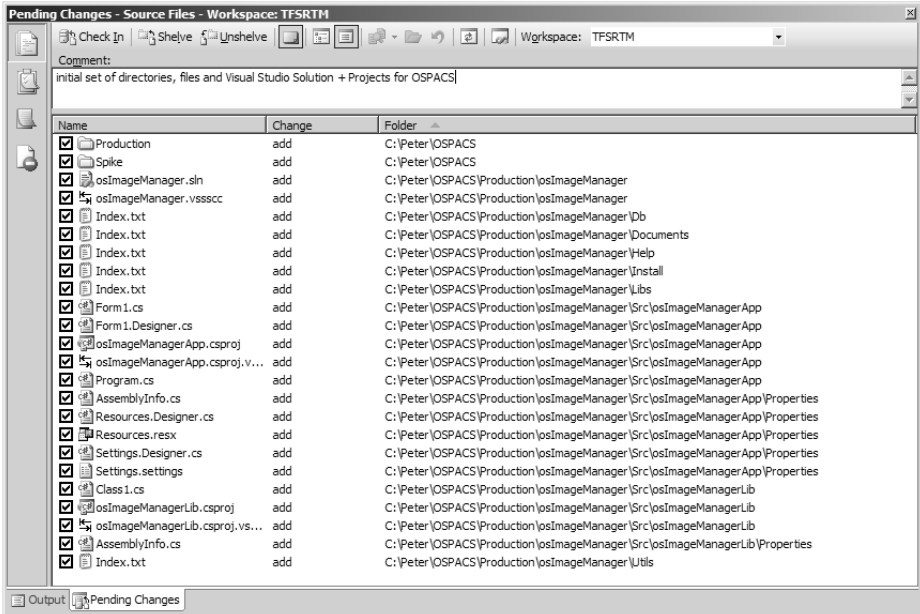 Pending Changes - Source Files - Workspace: TFSRTM
Check In Shelve Unshelve Workspace: TFSRTM
Comment:
initial set of directories, files and Visual Studio Solution + Projects for OSPACS
Name Change Folder
Production add C:\Peter\OSPACS
Spike add C:\Peter\OSPACS
osImageManager.sln add C:\Peter\OSPACS\Production\osImageManager
osImageManager.vssscc add C:\Peter\OSPACS\Production\osImageManager
Index.txt add C:\Peter\OSPACS\Production\osImageManager\Db
Index.txt add C:\Peter\OSPACS\Production\osImageManager\Documents
Index.txt add C:\Peter\OSPACS\Production\osImageManager\Help
Index.txt add C:\Peter\OSPACS\Production\osImageManager\Install
Index.txt add C:\Peter\OSPACS\Production\osImageManager\Libs
Form1.cs add C:\Peter\OSPACS\Production\osImageManager\Src\osImageManagerApp
Form1.Designer.cs add C:\Peter\OSPACS\Production\osImageManager\Src\osImageManagerApp
osImageManagerApp.csproj add C:\Peter\OSPACS\Production\osImageManager\Src\osImageManagerApp
osImageManagerApp.csproj.v... add C:\Peter\OSPACS\Production\osImageManager\Src\osImageManagerApp
Program.cs add C:\Peter\OSPACS\Production\osImageManager\Src\osImageManagerApp
AssemblyInfo.cs add C:\Peter\OSPACS\Production\osImageManager\Src\osImageManagerApp\Properties
Resources.Designer.cs add C:\Peter\OSPACS\Production\osImageManager\Src\osImageManagerApp\Properties
Resources.resx add C:\Peter\OSPACS\Production\osImageManager\Src\osImageManagerApp\Properties
Settings.Designer.cs add C:\Peter\OSPACS\Production\osImageManager\Src\osImageManagerApp\Properties
Settings.settings add C:\Peter\OSPACS\Production\osImageManager\Src\osImageManagerApp\Properties
Class1.cs add C:\Peter\OSPACS\Production\osImageManager\Src\osImageManagerLib
osImageManagerLib.csproj add C:\Peter\OSPACS\Production\osImageManager\Src\osImageManagerLib
osImageManagerLib.csproj.vs... add C:\Peter\OSPACS\Production\osImageManager\Src\osImageManagerLib
AssemblyInfo.cs add C:\Peter\OSPACS\Production\osImageManager\Src\osImageManagerLib\Properties
Index.txt add C:\Peter\OSPACS\Production\osImageManager\Utils
Output Pending Changes